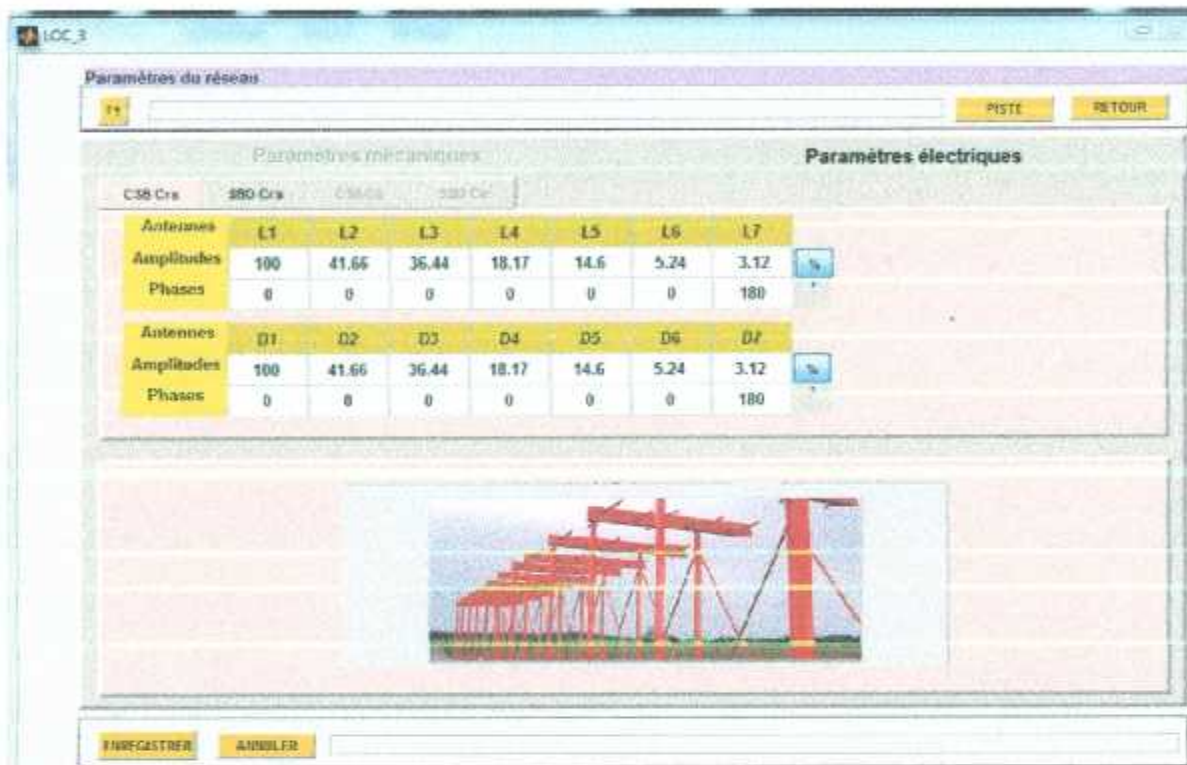 LOC_3
Paramètres du réseau
PISTE RETOUR
Paramètres mécaniques Paramètres électriques
CSB Crs SBO Crs
Antennes L1 L2 L3 L4 L5 L6 L7
Amplitudes 100 41.66 36.44 18.17 14.6 5.24 3.12 %
Phases 0 0 0 0 0 0 180
Antennes D1 D2 D3 D4 D5 D6 D7
Amplitudes 100 41.66 36.44 18.17 14.6 5.24 3.12 %
Phases 0 0 0 0 0 0 180
ENREGISTRER ANNULER